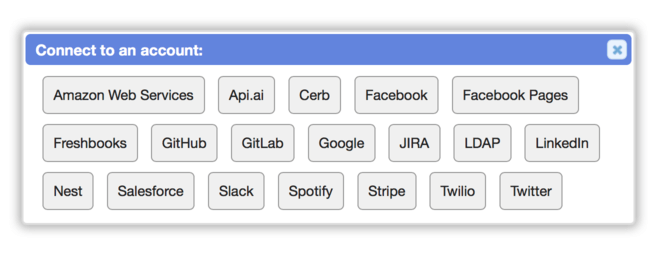 Connect to an account:
Amazon Web Services Api.ai Cerb Facebook Facebook Pages
Freshbooks GitHub GitLab Google JIRA LDAP LinkedIn
Nest Salesforce Slack Spotify Stripe Twilio Twitter